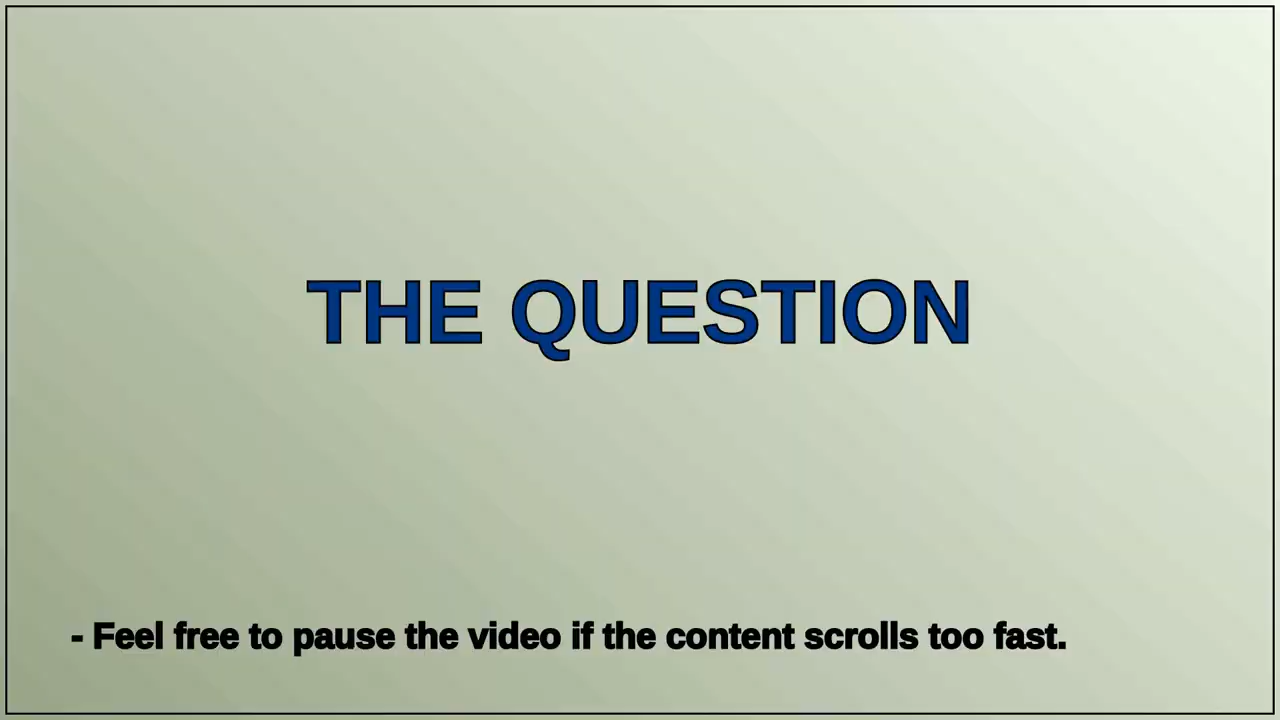 THE QUESTION
- Feel free to pause the video if the content scrolls too fast.